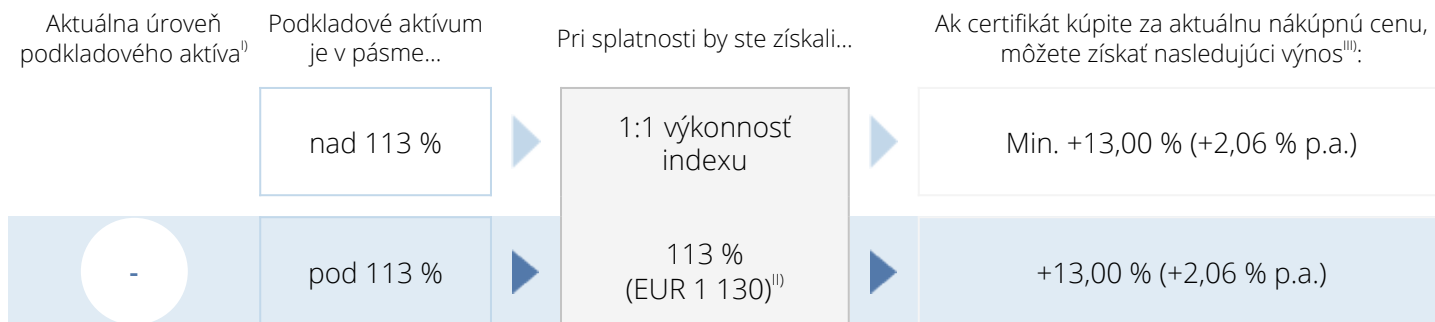 Aktuálna úroveň
podkladového aktíva^I)
Podkladové aktívum
je v pásme...
Pri splatnosti by ste získali...
Ak certifikát kúpite za aktuálnu nákupnú cenu,
môžete získať nasledujúci výnos^III):
nad 113 %
1:1 výkonnosť
indexu
Min. +13,00 % (+2,06 % p.a.)
-
pod 113 %
113 %
(EUR 1 130)^II)
+13,00 % (+2,06 % p.a.)